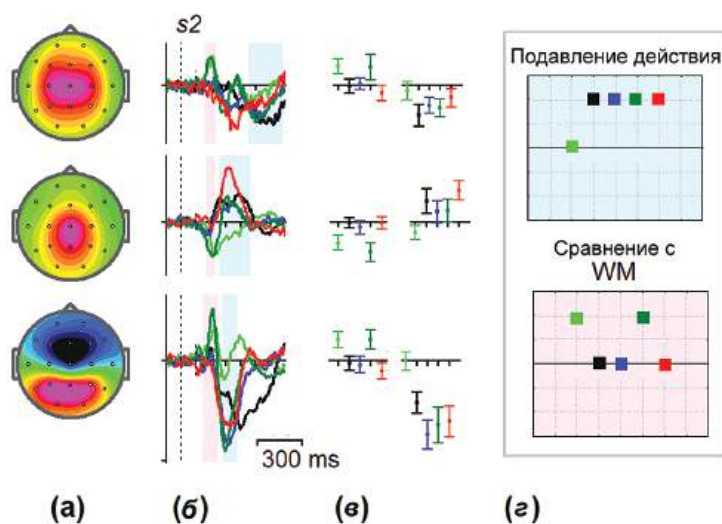 s2
Подавление действия
Сравнение с
WM
300 ms
(а) (б) (в) (г)